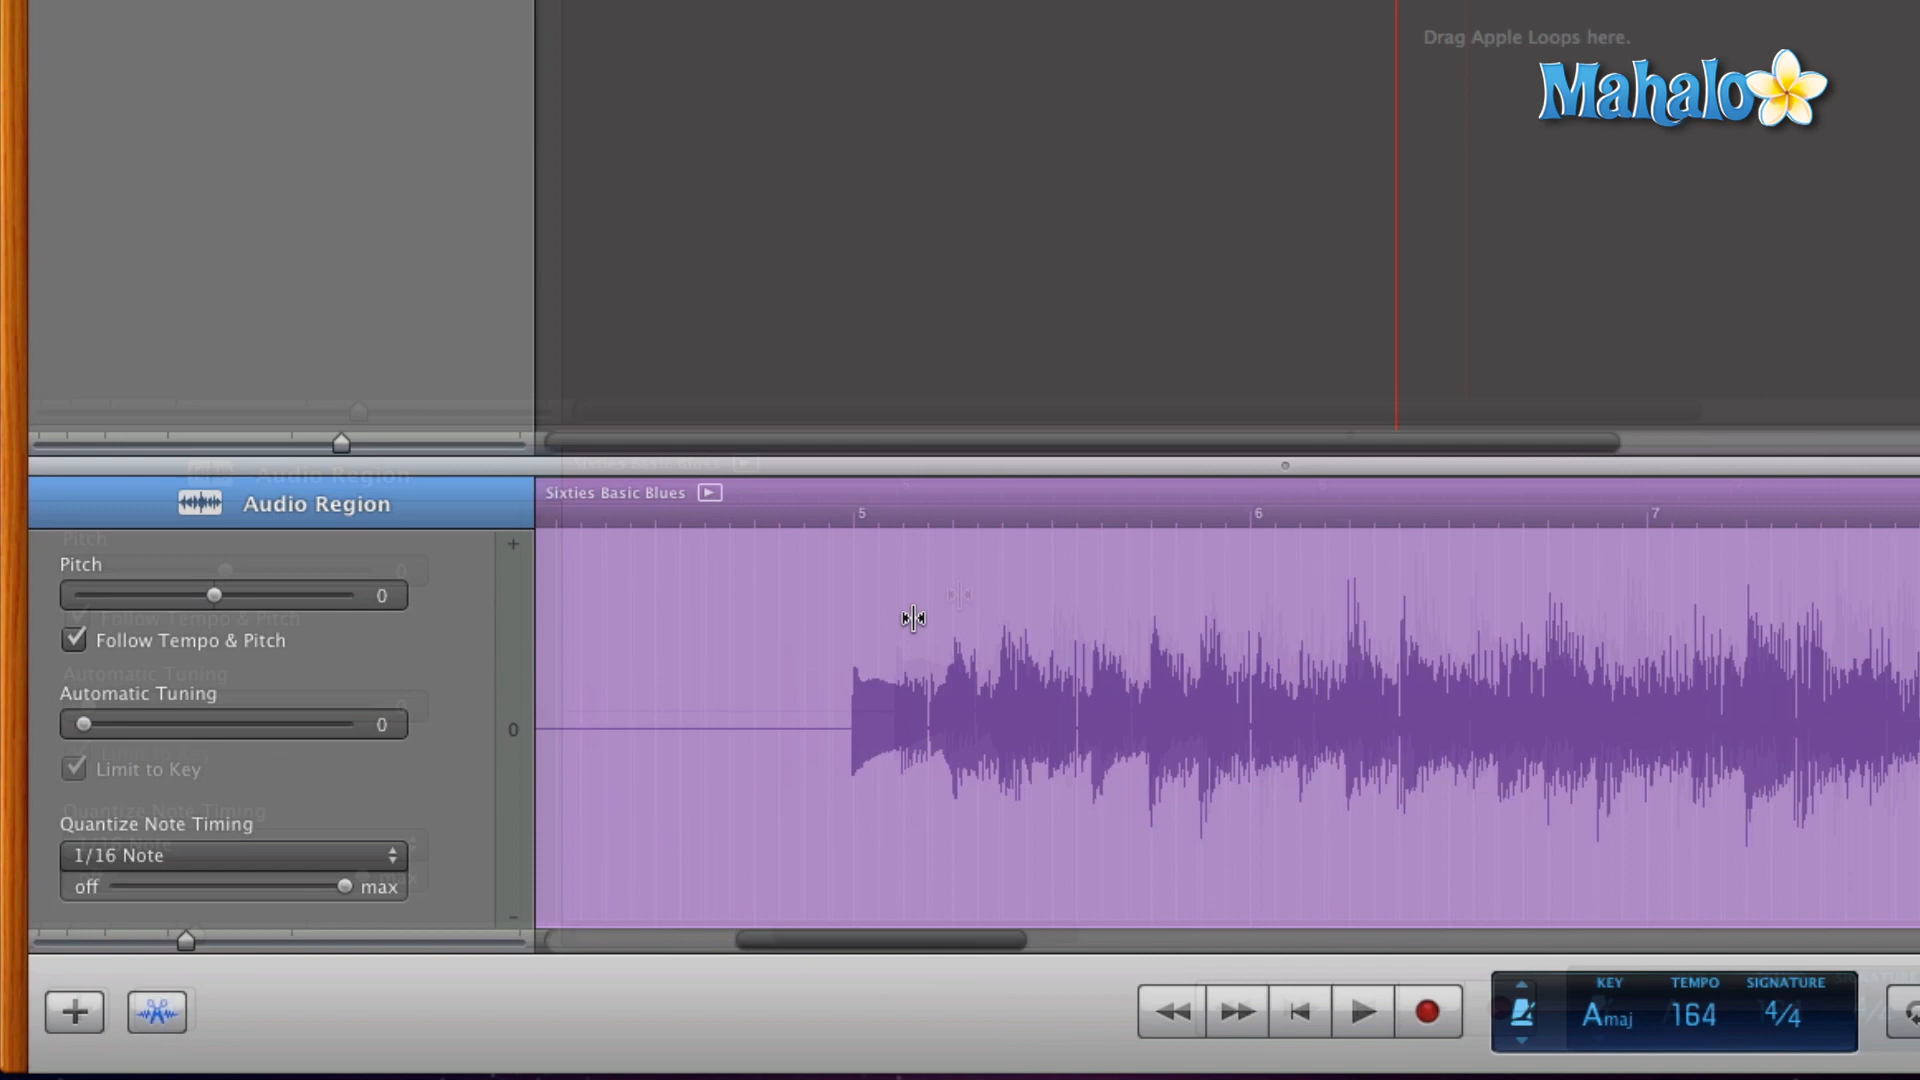 Drag Apple Loops here.
Mahalo
Audio Region
Sixties Basic Blues
5
6
7
Pitch
0
Follow Tempo & Pitch
Automatic Tuning
0
0
Limit to Key
Quantize Note Timing
1/16 Note
off max
KEY TEMPO SIGNATURE
Amaj 164 4/4